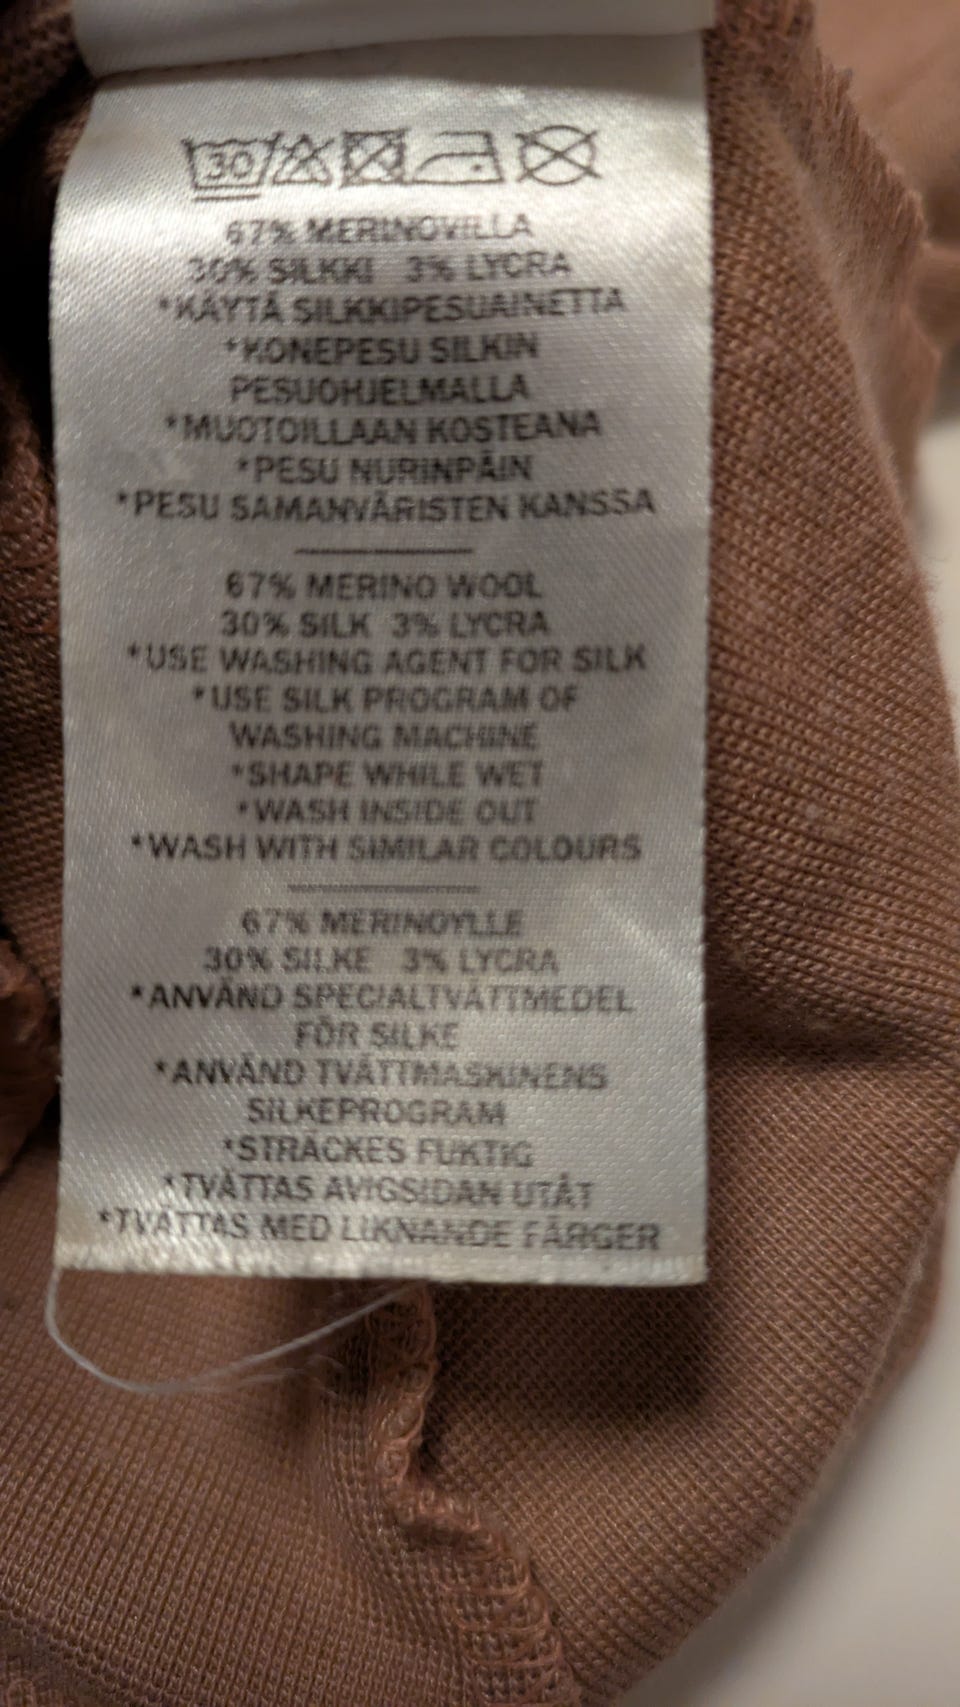 30
67% MERINOVILLA
30% SILKKI 3% LYCRA
*KÄYTÄ SILKKIPESUAINETTA
*KONEPESU SILKIN
PESUOHJELMALLA
*MUOTOILLAAN KOSTEANA
*PESU NURINPÄIN
*PESU SAMANVÄRISTEN KANSSA
67% MERINO WOOL
30% SILK 3% LYCRA
*USE WASHING AGENT FOR SILK
*USE SILK PROGRAM OF
WASHING MACHINE
*SHAPE WHILE WET
*WASH INSIDE OUT
*WASH WITH SIMILAR COLOURS
67% MERINOYLLE
30% SILKE 3% LYCRA
*ANVÄND SPECIALTVÄTTMEDEL
FÖR SILKE
*ANVÄND TVÄTTMASKINENS
SILKEPROGRAM
*STRÄCKES FUKTIG
*TVÄTTAS AVIGSIDAN UTÅT
*TVÄTTAS MED LIKNANDE FÄRGER